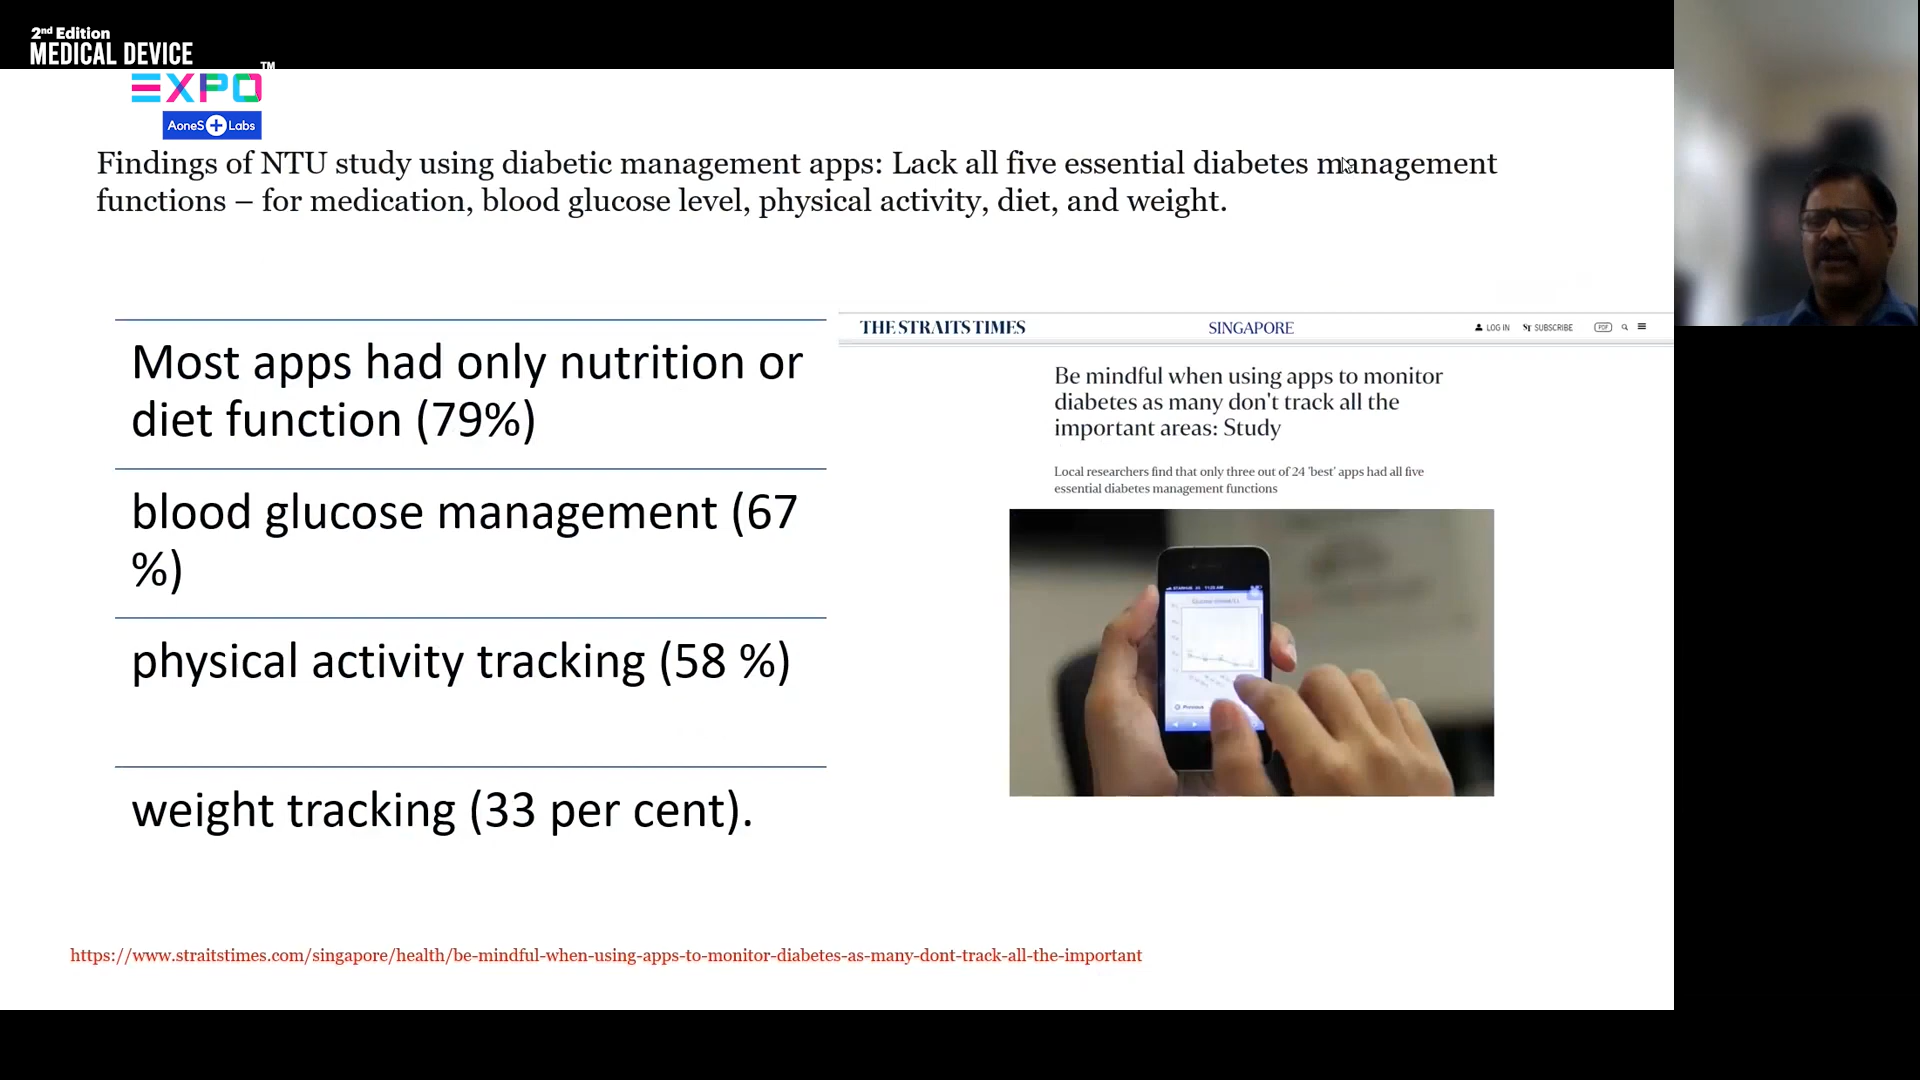 2nd Edition
MEDICAL DEVICE
EXPO™
AoneS Labs
Findings of NTU study using diabetic management apps: Lack all five essential diabetes management
functions – for medication, blood glucose level, physical activity, diet, and weight.
Most apps had only nutrition or
diet function (79%)
blood glucose management (67
%)
physical activity tracking (58 %)
weight tracking (33 per cent).
THE STRAITS TIMES
SINGAPORE
LOG IN
ST SUBSCRIBE
PDF
Be mindful when using apps to monitor
diabetes as many don't track all the
important areas: Study
Local researchers find that only three out of 24 'best' apps had all five
essential diabetes management functions
Previous
https://www.straitstimes.com/singapore/health/be-mindful-when-using-apps-to-monitor-diabetes-as-many-dont-track-all-the-important